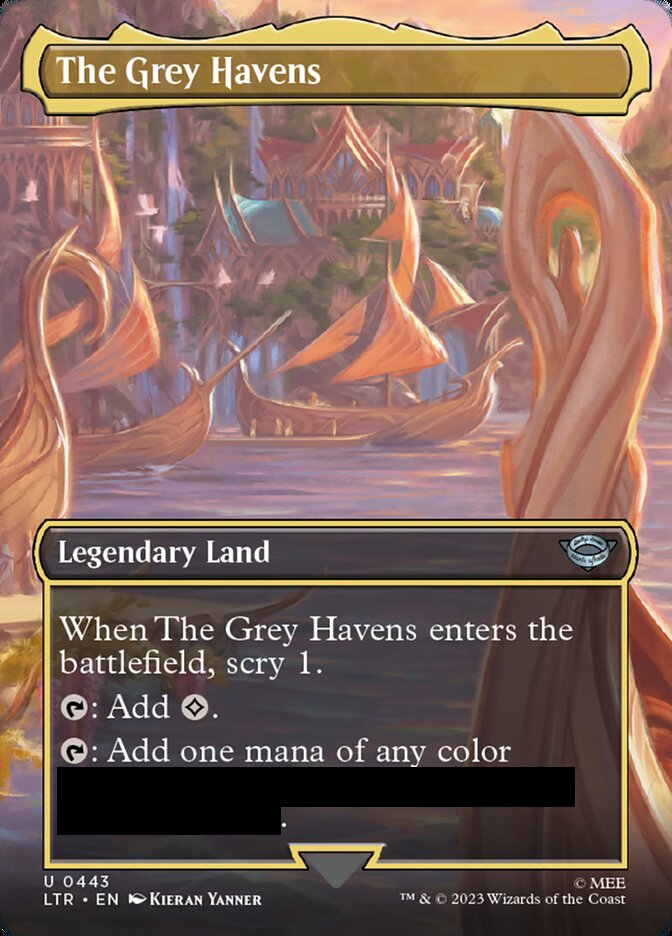 The Grey Havens
Legendary Land
When The Grey Havens enters the
battlefield, scry 1.
: Add .
: Add one mana of any color
.
U 0443
LTR • EN Kieran Yanner
© MEE
™ & © 2023 Wizards of the Coast